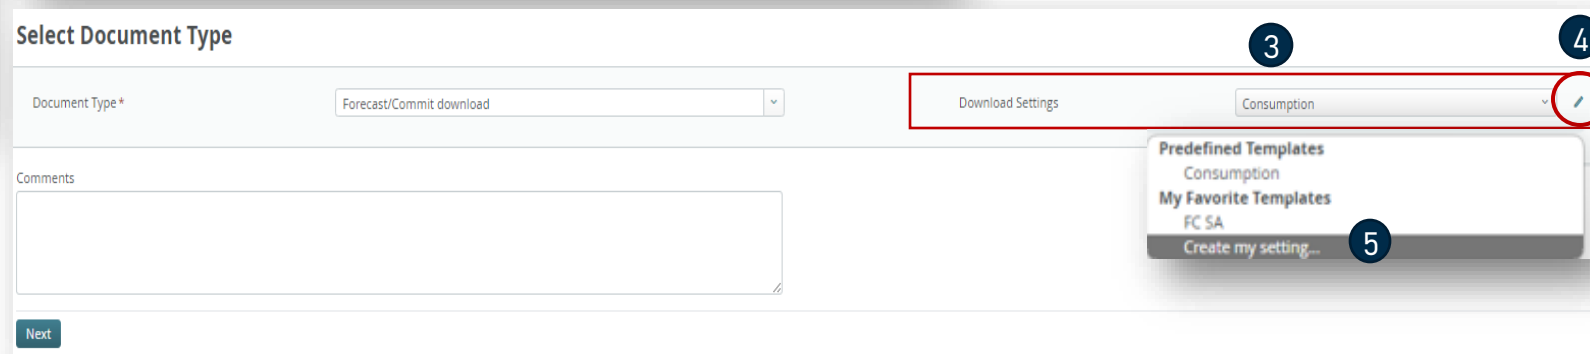 Select Document Type
3
4
Document Type *
Forecast/Commit download
Download Settings
Consumption
Predefined Templates
Consumption
My Favorite Templates
FC SA
Create my setting...
5
Comments
Next